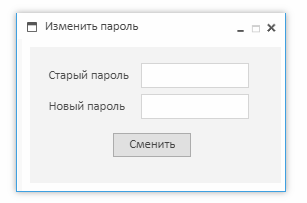 Изменить пароль
Старый пароль
Новый пароль
Сменить